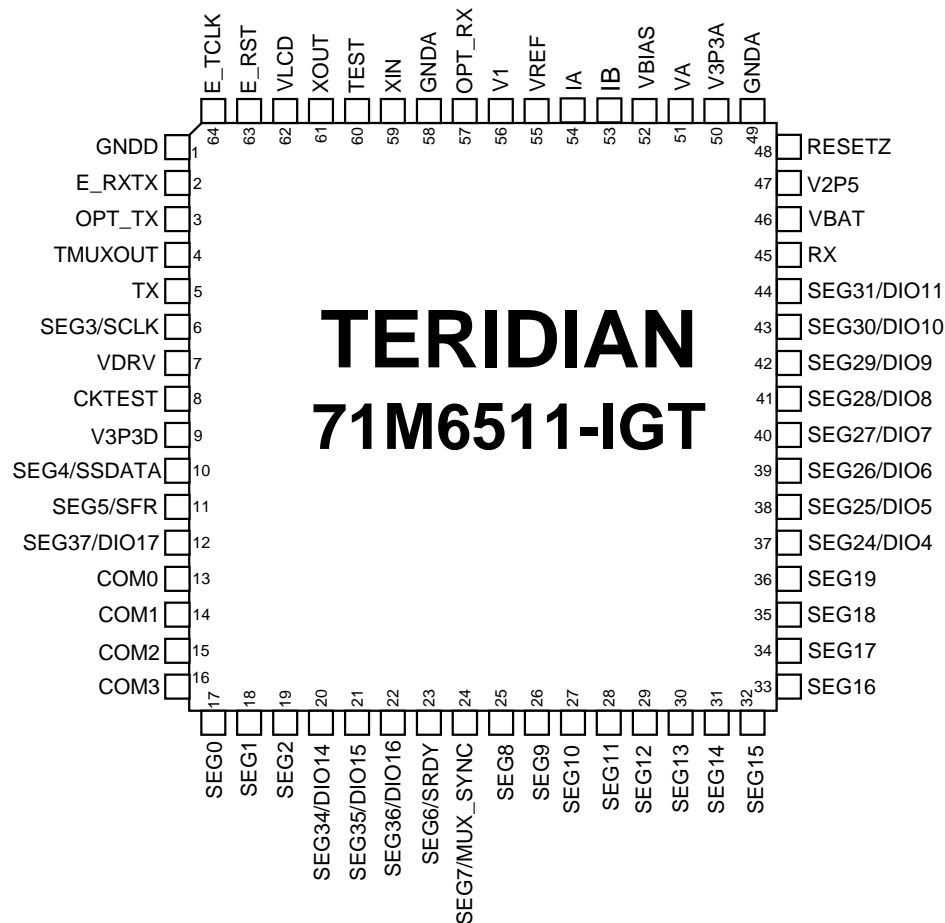 E_TCLK
E_RST
VLCD
XOUT
TEST
XIN
GNDA
OPT_RX
V1
VREF
IA
IB
VBIAS
VA
V3P3A
GNDA
64
63
62
61
60
59
58
57
56
55
54
53
52
51
50
49
GNDD 1
E_RXTX 2
OPT_TX 3
TMUXOUT 4
TX 5
SEG3/SCLK 6
VDRV 7
CKTEST 8
V3P3D 9
SEG4/SSDATA 10
SEG5/SFR 11
SEG37/DIO17 12
COM0 13
COM1 14
COM2 15
COM3 16
TERIDIAN
71M6511-IGT
48 RESETZ
47 V2P5
46 VBAT
45 RX
44 SEG31/DIO11
43 SEG30/DIO10
42 SEG29/DIO9
41 SEG28/DIO8
40 SEG27/DIO7
39 SEG26/DIO6
38 SEG25/DIO5
37 SEG24/DIO4
36 SEG19
35 SEG18
34 SEG17
33 SEG16
17
18
19
20
21
22
23
24
25
26
27
28
29
30
31
32
SEG0
SEG1
SEG2
SEG34/DIO14
SEG35/DIO15
SEG36/DIO16
SEG6/SRDY
SEG7/MUX_SYNC
SEG8
SEG9
SEG10
SEG11
SEG12
SEG13
SEG14
SEG15